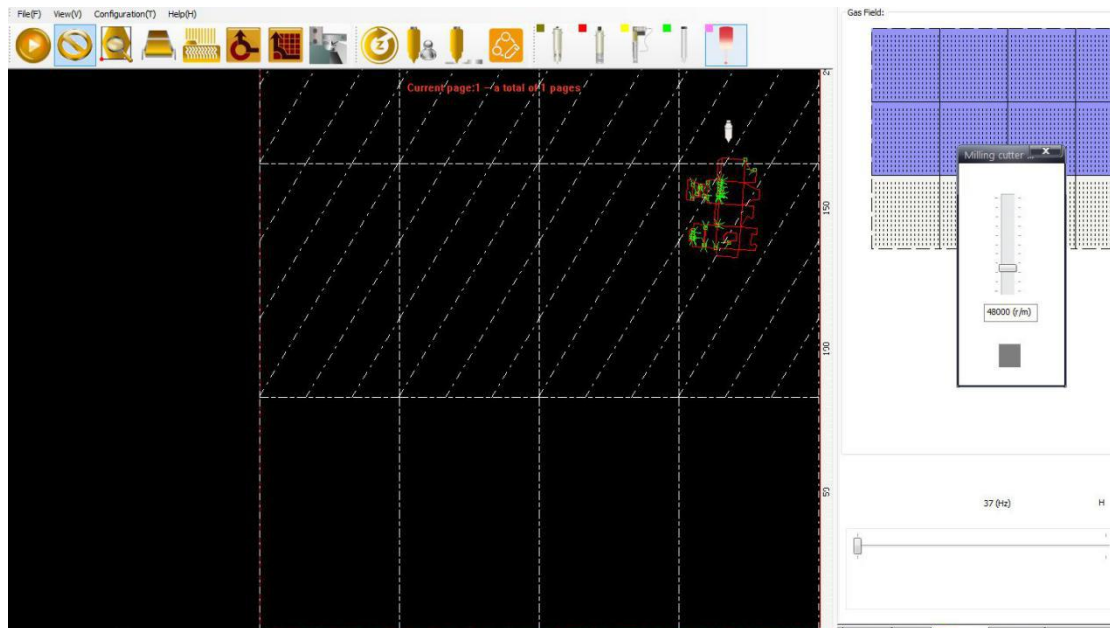 File(F) View(V) Configuration(T) Help(H)
Gas Field:
Current page:1 -- a total of 1 pages
Milling cutter ...
150
48000 (r/m)
100
50
37 (Hz)
H